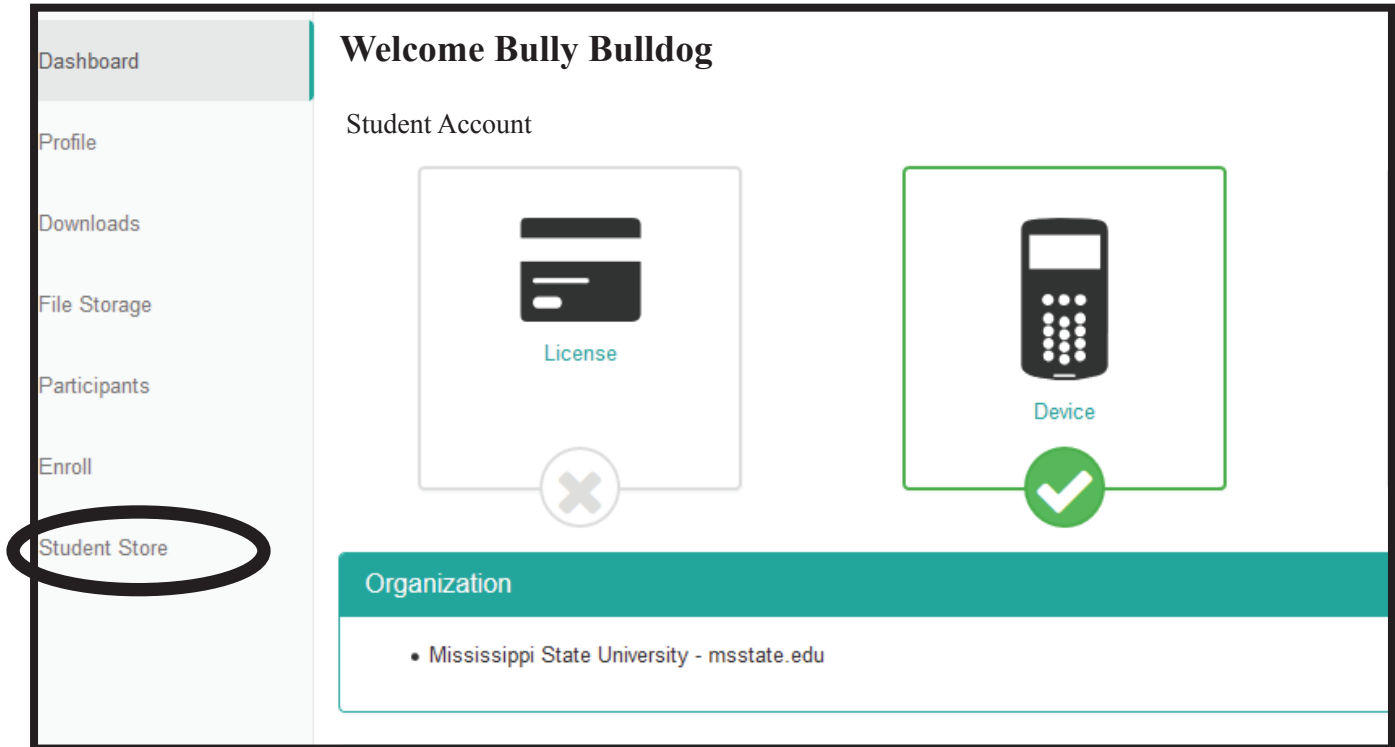 Dashboard
Profile
Downloads
File Storage
Participants
Enroll
Student Store
Welcome Bully Bulldog
Student Account
License
Device
Organization
• Mississippi State University - msstate.edu